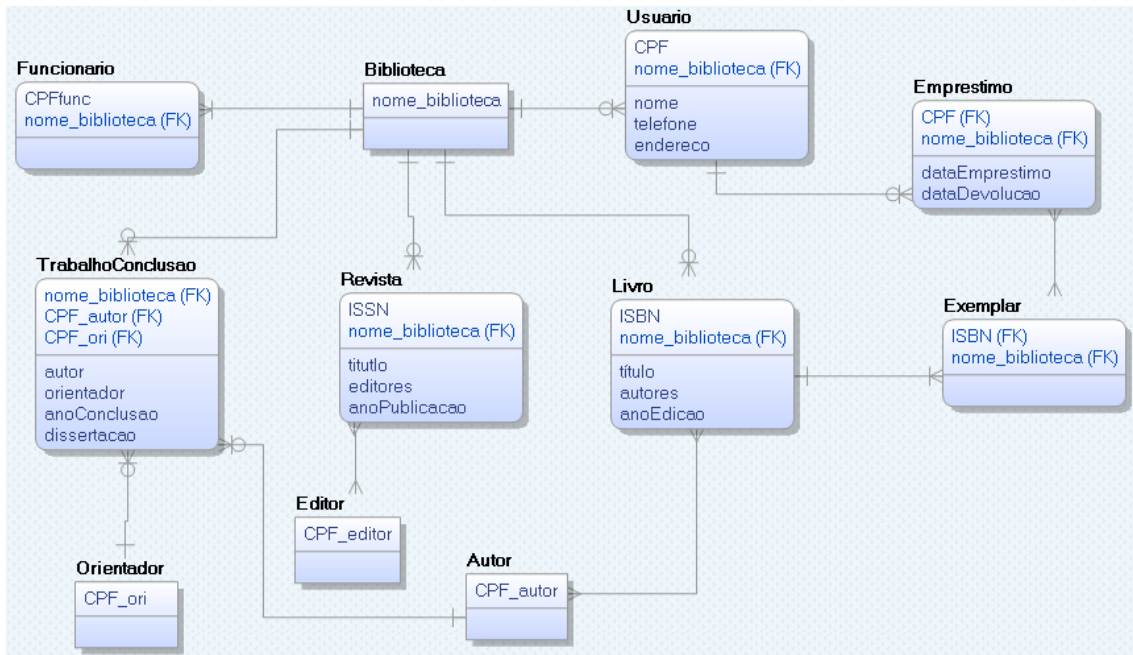 Funcionario
CPFfunc
nome_biblioteca (FK)
Biblioteca
nome_biblioteca
Usuario
CPF
nome_biblioteca (FK)
nome
telefone
endereco
Emprestimo
CPF (FK)
nome_biblioteca (FK)
dataEmprestimo
dataDevolucao
TrabalhoConclusao
nome_biblioteca (FK)
CPF_autor (FK)
CPF_ori (FK)
autor
orientador
anoConclusao
dissertacao
Revista
ISSN
nome_biblioteca (FK)
titutlo
editores
anoPublicacao
Livro
ISBN
nome_biblioteca (FK)
título
autores
anoEdicao
Exemplar
ISBN (FK)
nome_biblioteca (FK)
Editor
CPF_editor
Orientador
CPF_ori
Autor
CPF_autor